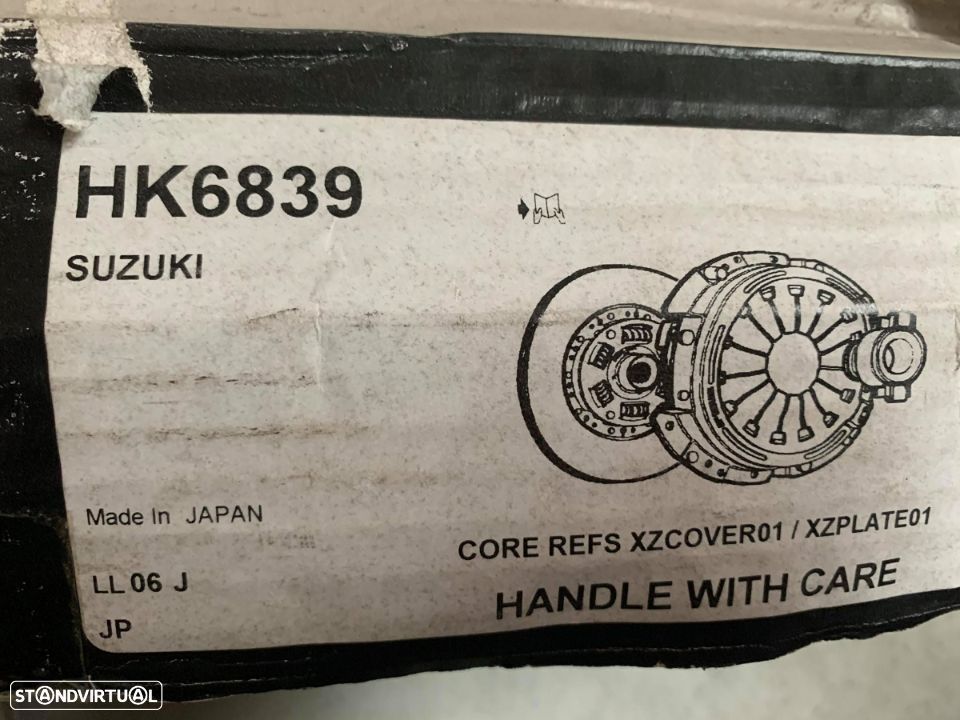 HK6839
SUZUKI
Made In JAPAN
CORE REFS XZCOVER01 / XZPLATE01
LL 06 J
HANDLE WITH CARE
JP
STANDVIRTUAL